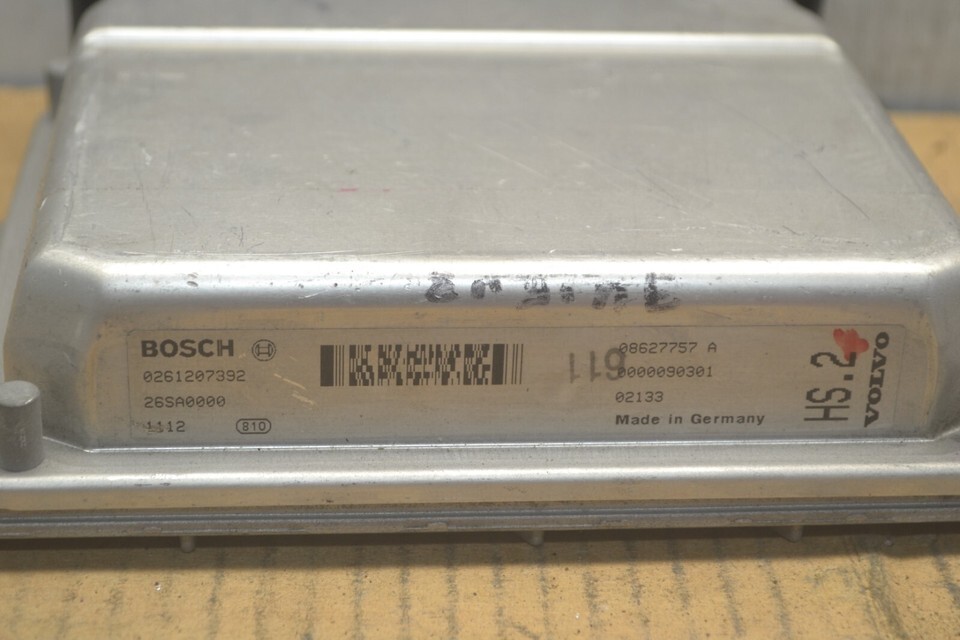 BOSCH
0261207392
26SA0000
1112
810
611
08627757 A
0000090301
02133
Made in Germany
HS.2
VOLVO